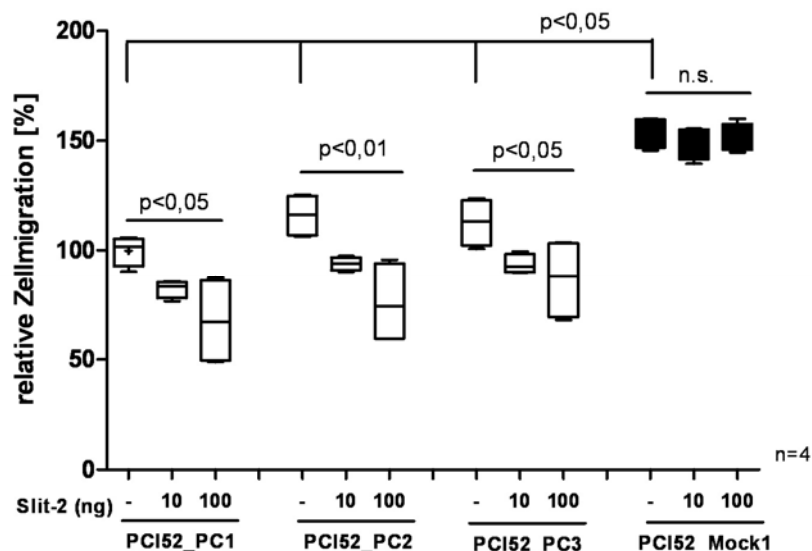 p<0,05
200
n.s.
150
p<0,01
p<0,05
p<0,05
100
50
0
relative Zellmigration [%]
n=4
Slit-2 (ng) - 10 100 - 10 100 - 10 100 - 10 100
PCI52_PC1 PCI52_PC2 PCI52_PC3 PCI52_Mock1